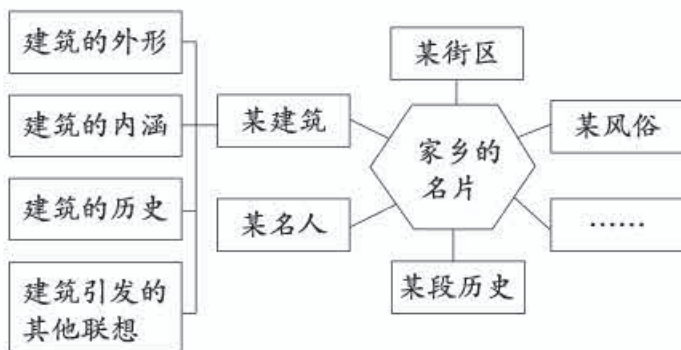 建筑的外形
建筑的内涵
建筑的历史
建筑引发的
其他联想
某建筑
某名人
某街区
家乡的
名片
某段历史
某风俗
……